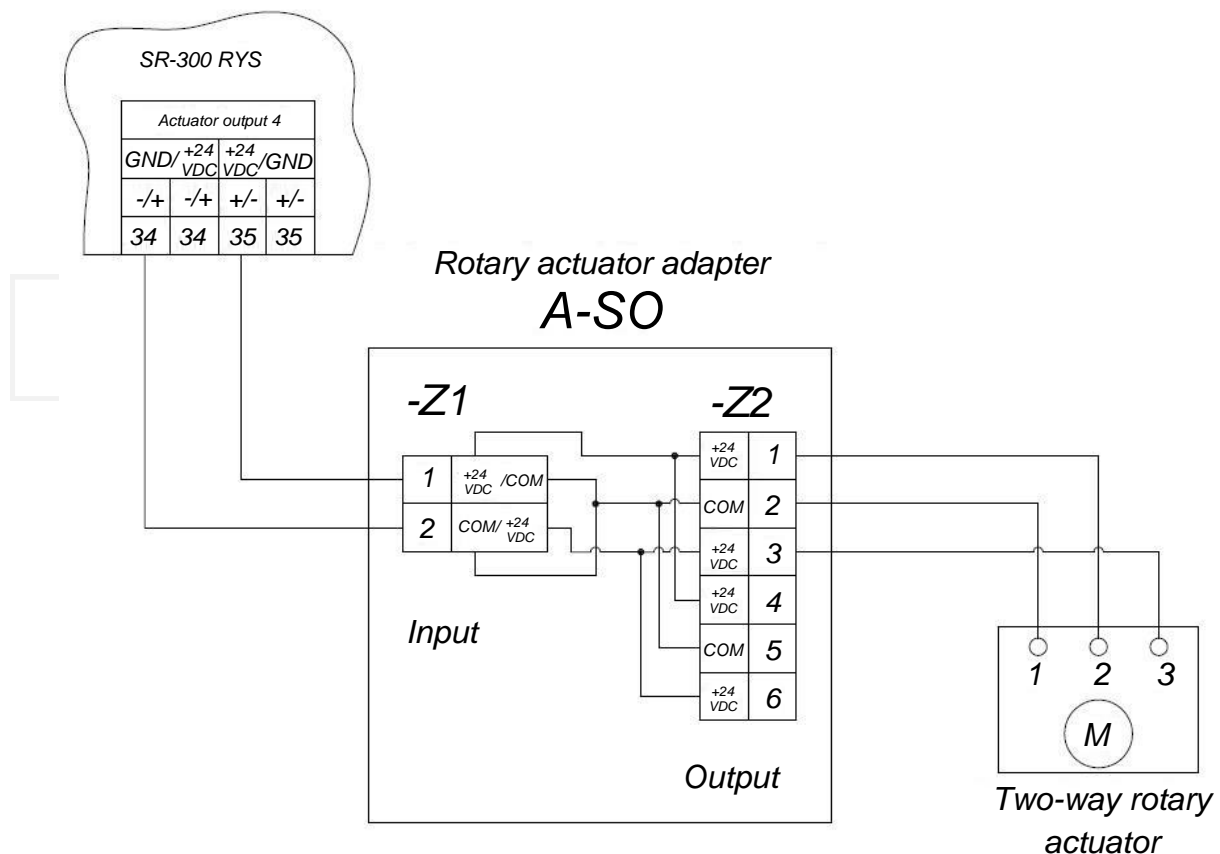 SR-300 RYS
Actuator output 4
GND/ +24 VDC +24 VDC /GND
-/+ -/+ +/- +/-
34 34 35 35
Rotary actuator adapter
A-SO
-Z1
-Z2
1 +24 VDC /COM
2 COM/ +24 VDC
+24 VDC 1
COM 2
+24 VDC 3
+24 VDC 4
COM 5
+24 VDC 6
Input
Output
1 2 3
M
Two-way rotary
actuator